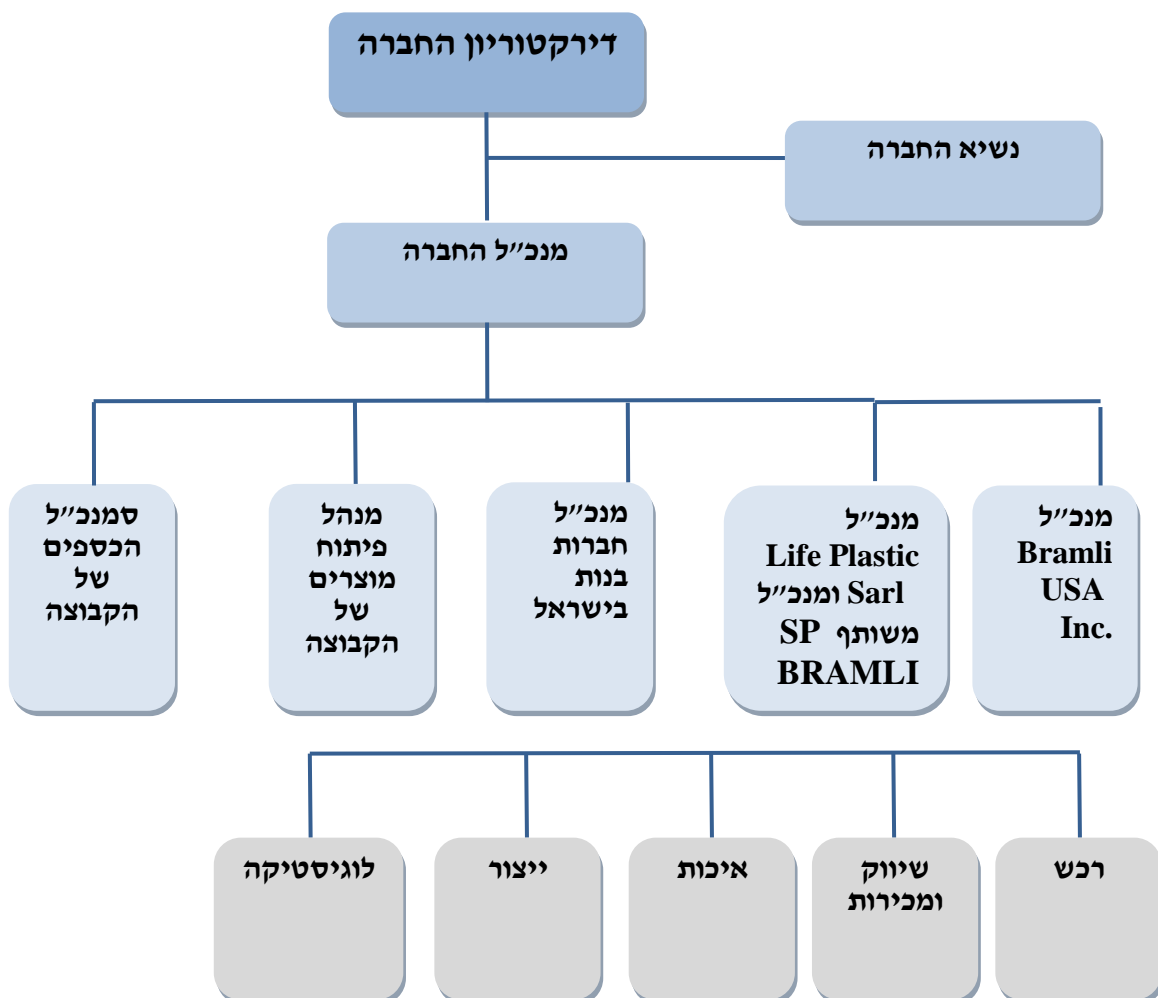 דירקטוריון החברה
נשיא החברה
מנכ״ל החברה
מנכ״ל
Bramli
USA
Inc.
מנכ״ל
Life Plastic
Sarl ומנכ״ל
משותף SP
BRAMLI
מנכ״ל
חברות
בנות
בישראל
מנהל
פיתוח
מוצרים
של
הקבוצה
סמנכ״ל
הכספים
של
הקבוצה
רכש
שיווק
ומכירות
איכות
ייצור
לוגיסטיקה